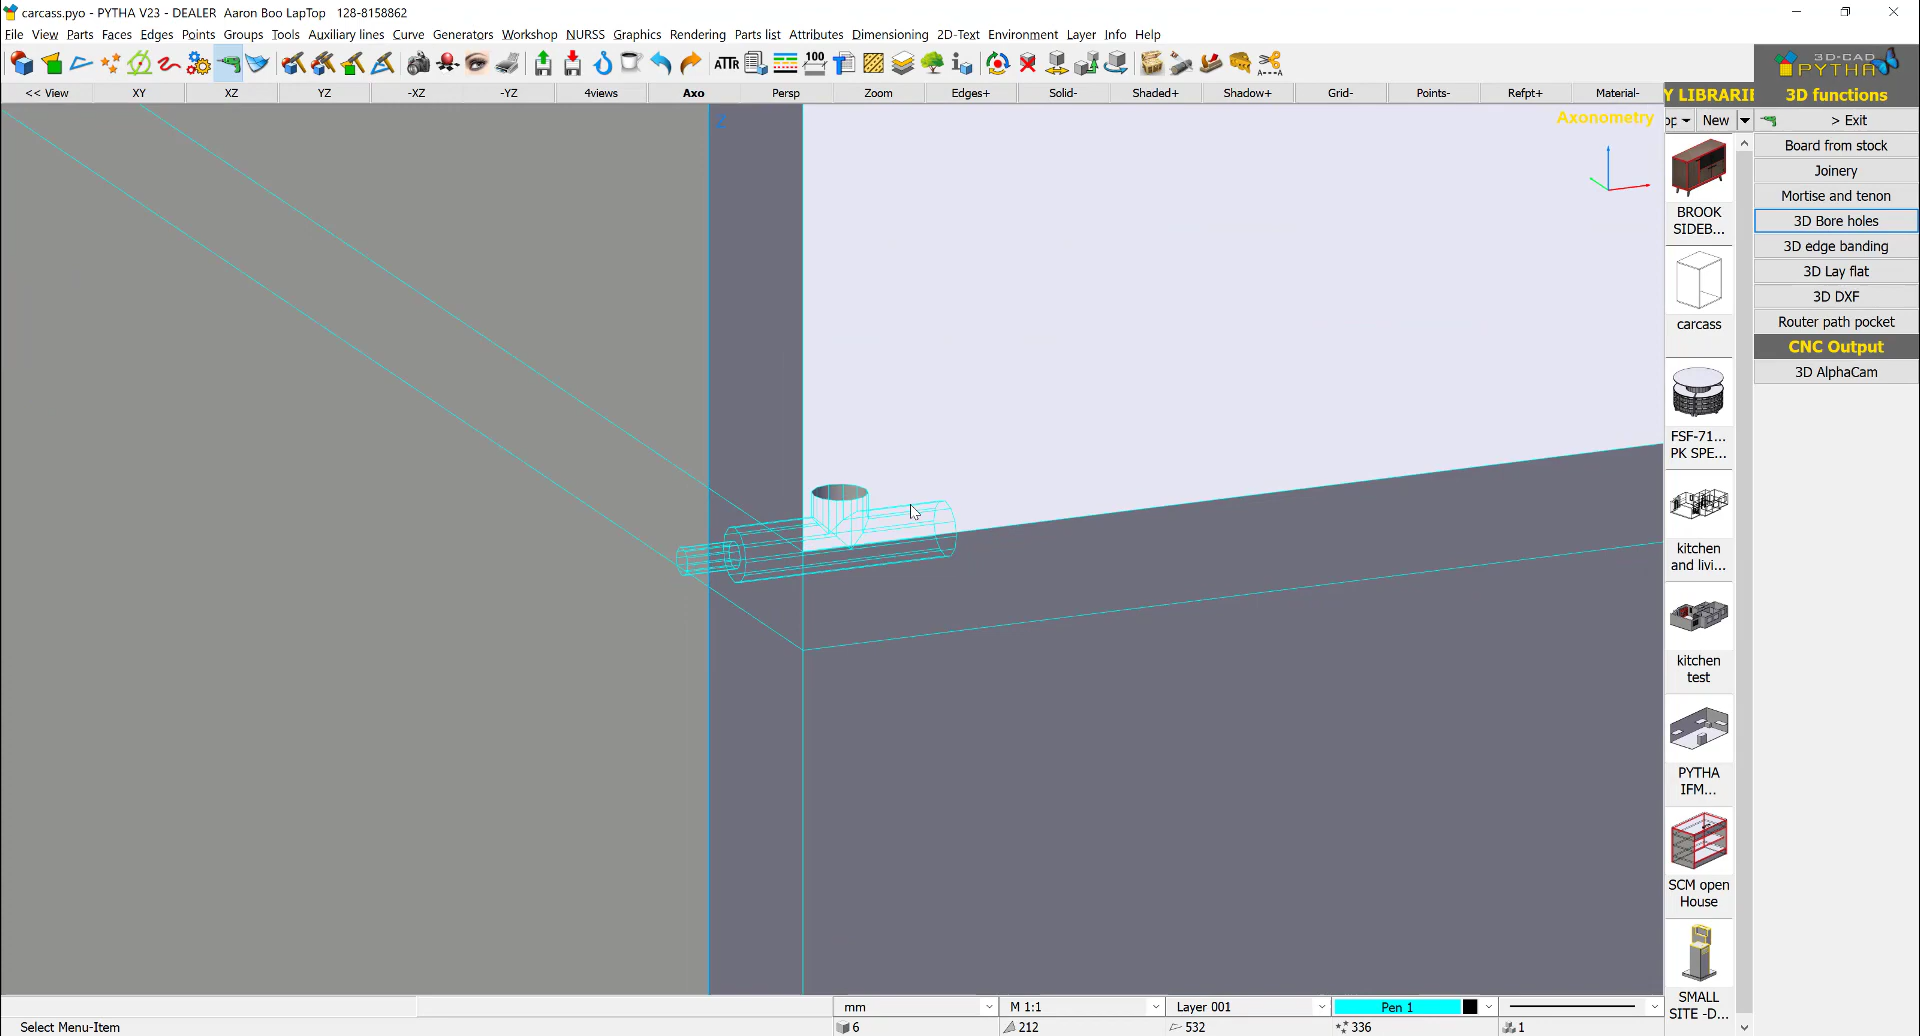 carcass.pyo - PYTHA V23 - DEALER Aaron Boo LapTop 128-8158862
File View Parts Faces Edges Points Groups Tools Auxiliary lines Curve Generators Workshop NURSS Graphics Rendering Parts list Attributes Dimensioning 2D-Text Environment Layer Info Help
ATTR 100
3D-CAD
PYTHA
<< View XY XZ YZ -XZ -YZ 4views Axo Persp Zoom Edges+ Solid- Shaded+ Shadow+ Grid- Points- Refpt+ Material-
Y LIBRARIE
3D functions
Axonometry
Z
op New
> Exit
Board from stock
Joinery
Mortise and tenon
3D Bore holes
3D edge banding
3D Lay flat
3D DXF
Router path pocket
CNC Output
3D AlphaCam
BROOK
SIDEB...
carcass
FSF-71...
PK SPE...
kitchen
and livi...
kitchen
test
PYTHA
IFM...
SCM open
House
SMALL
SITE -D...
mm M 1:1 Layer 001 Pen 1
Select Menu-Item 6 212 532 336 1